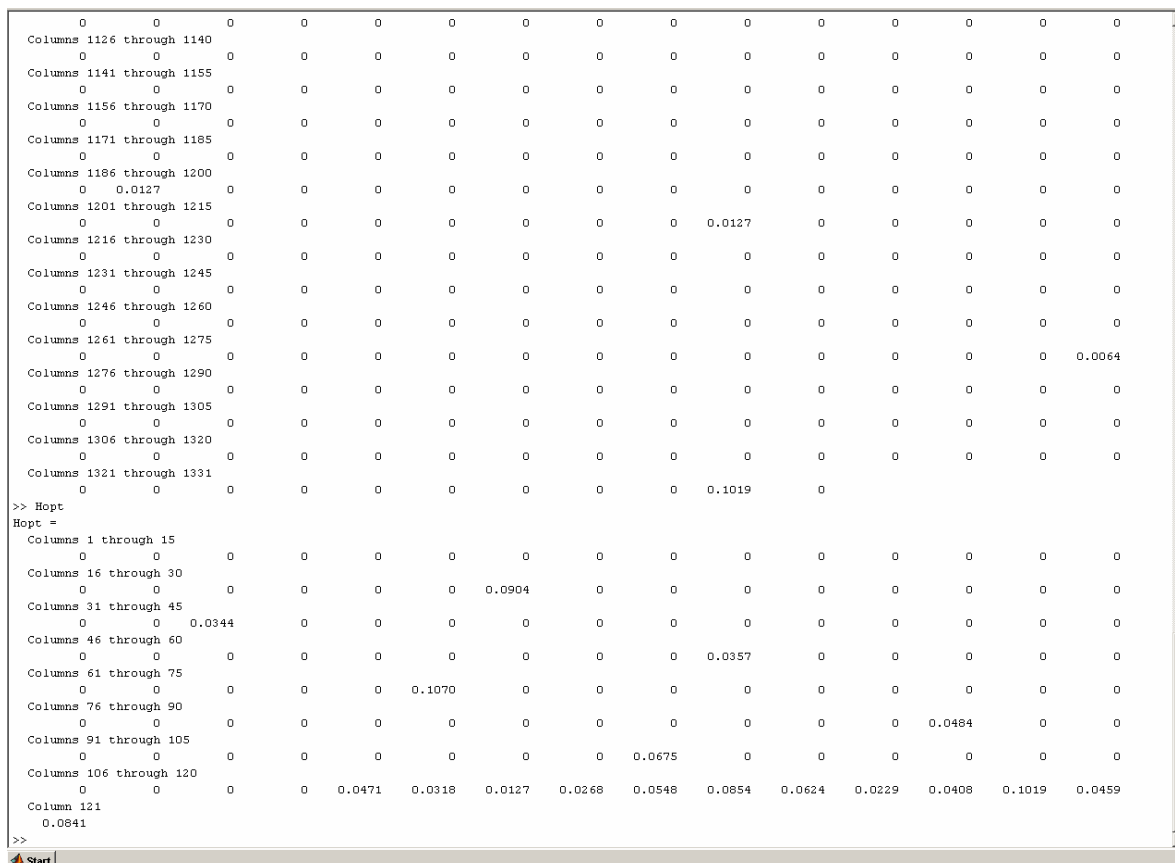 0 0 0 0 0 0 0 0 0 0 0 0 0 0 0
Columns 1126 through 1140
0 0 0 0 0 0 0 0 0 0 0 0 0 0 0
Columns 1141 through 1155
0 0 0 0 0 0 0 0 0 0 0 0 0 0 0
Columns 1156 through 1170
0 0 0 0 0 0 0 0 0 0 0 0 0 0 0
Columns 1171 through 1185
0 0 0 0 0 0 0 0 0 0 0 0 0 0 0
Columns 1186 through 1200
0 0.0127 0 0 0 0 0 0 0 0 0 0 0 0 0
Columns 1201 through 1215
0 0 0 0 0 0 0 0 0 0.0127 0 0 0 0 0
Columns 1216 through 1230
0 0 0 0 0 0 0 0 0 0 0 0 0 0 0
Columns 1231 through 1245
0 0 0 0 0 0 0 0 0 0 0 0 0 0 0
Columns 1246 through 1260
0 0 0 0 0 0 0 0 0 0 0 0 0 0 0
Columns 1261 through 1275
0 0 0 0 0 0 0 0 0 0 0 0 0 0 0.0064
Columns 1276 through 1290
0 0 0 0 0 0 0 0 0 0 0 0 0 0 0
Columns 1291 through 1305
0 0 0 0 0 0 0 0 0 0 0 0 0 0 0
Columns 1306 through 1320
0 0 0 0 0 0 0 0 0 0 0 0 0 0 0
Columns 1321 through 1331
0 0 0 0 0 0 0 0 0 0.1019 0
>> Hopt
Hopt =
Columns 1 through 15
0 0 0 0 0 0 0 0 0 0 0 0 0 0 0
Columns 16 through 30
0 0 0 0 0 0 0.0904 0 0 0 0 0 0 0 0
Columns 31 through 45
0 0 0.0344 0 0 0 0 0 0 0 0 0 0 0 0
Columns 46 through 60
0 0 0 0 0 0 0 0 0 0.0357 0 0 0 0 0
Columns 61 through 75
0 0 0 0 0 0.1070 0 0 0 0 0 0 0 0 0
Columns 76 through 90
0 0 0 0 0 0 0 0 0 0 0 0 0.0484 0 0
Columns 91 through 105
0 0 0 0 0 0 0 0 0.0675 0 0 0 0 0 0
Columns 106 through 120
0 0 0 0 0.0471 0.0318 0.0127 0.0268 0.0548 0.0854 0.0624 0.0229 0.0408 0.1019 0.0459
Column 121
0.0841
>>
Start